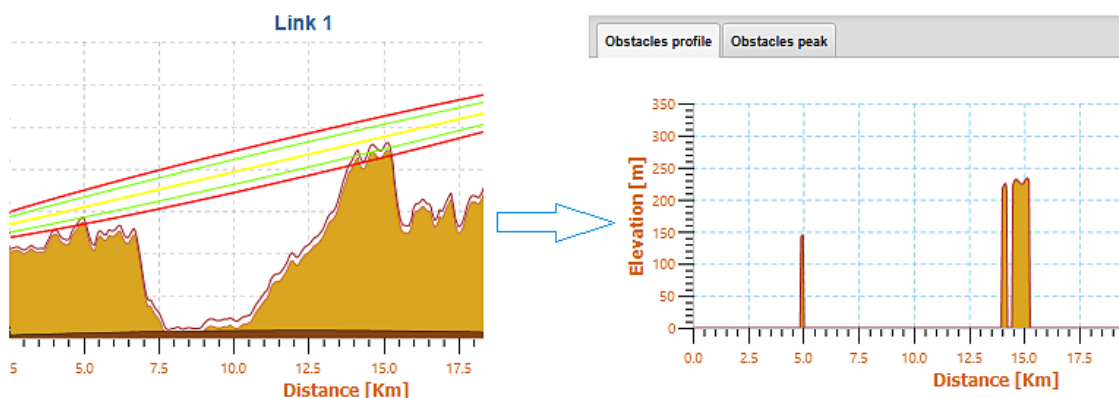 Link 1
5 5.0 7.5 10.0 12.5 15.0 17.5
Distance [Km]
Obstacles profile Obstacles peak
350
300
250
200
150
100
50
0
Elevation [m]
0.0 2.5 5.0 7.5 10.0 12.5 15.0 17.5
Distance [Km]